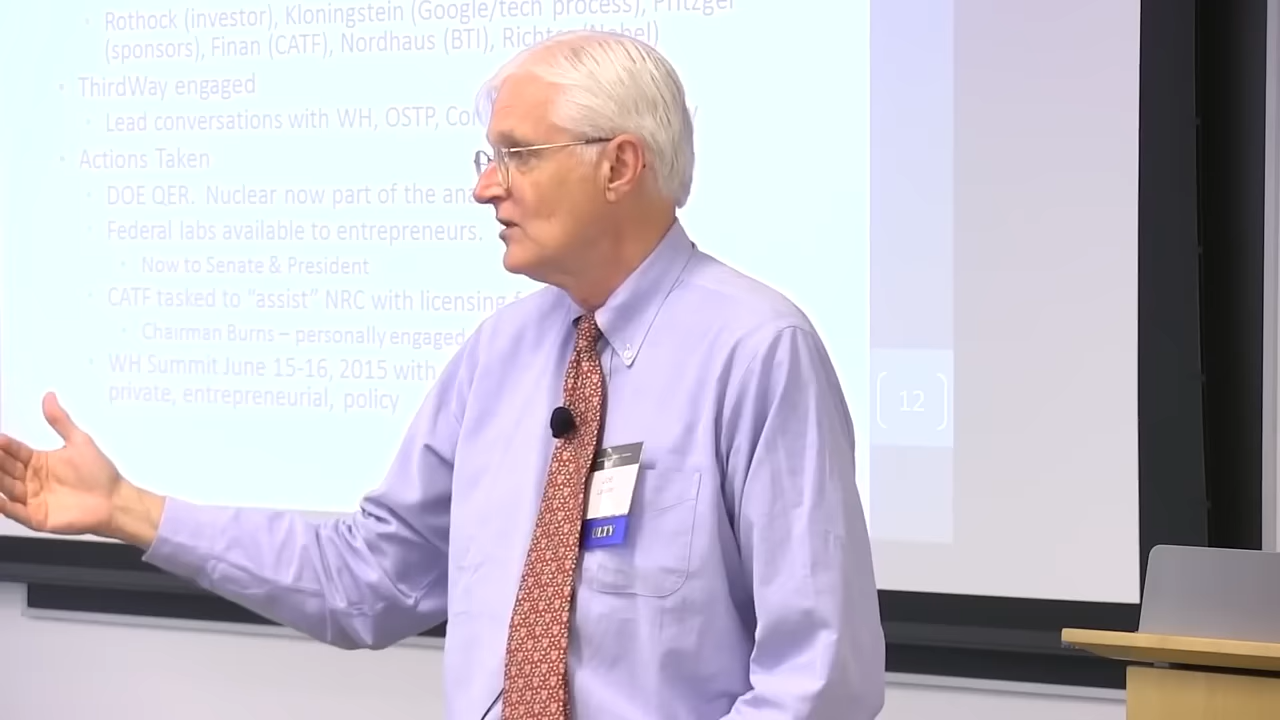 Rothock (investor), Kloningstein (Google/tech process), Pritzger
(sponsors), Finan (CATF), Nordhaus (BTI), Richter (Nobel)
ThirdWay engaged
Lead conversations with WH, OSTP,
Actions Taken
DOE QER. Nuclear now part of the
Federal labs available to entrepreneurs.
Now to Senate & President
CATF tasked to “assist” NRC with licensing
Chairman Burns – personally engaged
WH Summit June 15-16, 2015 with
private, entrepreneurial, policy
12
ULTY